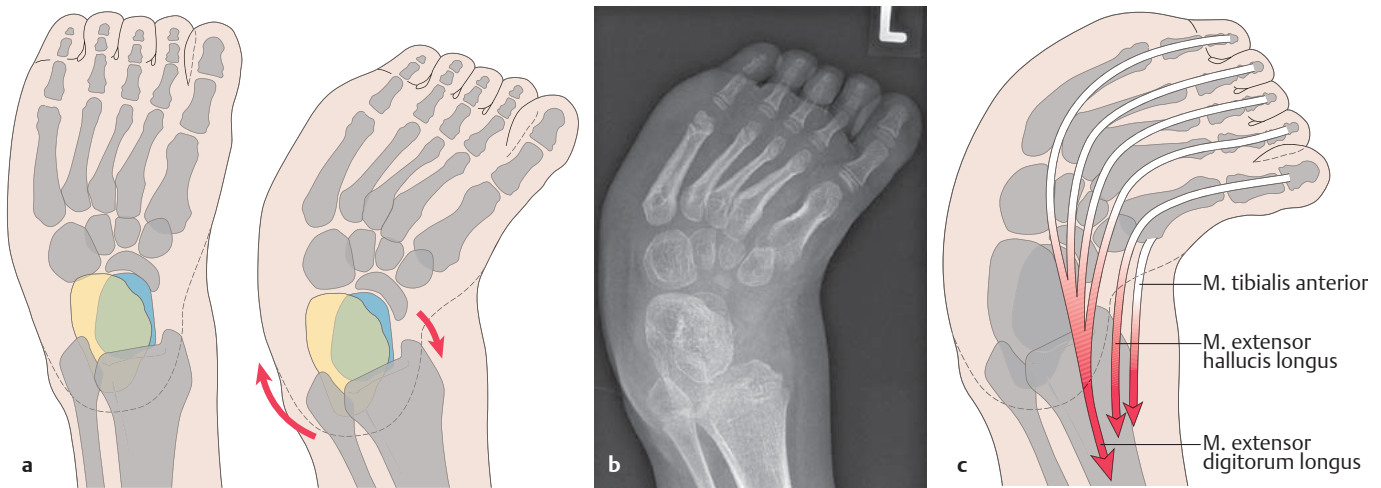 a
b
L
c
M. tibialis anterior
M. extensor
hallucis longus
M. extensor
digitorum longus